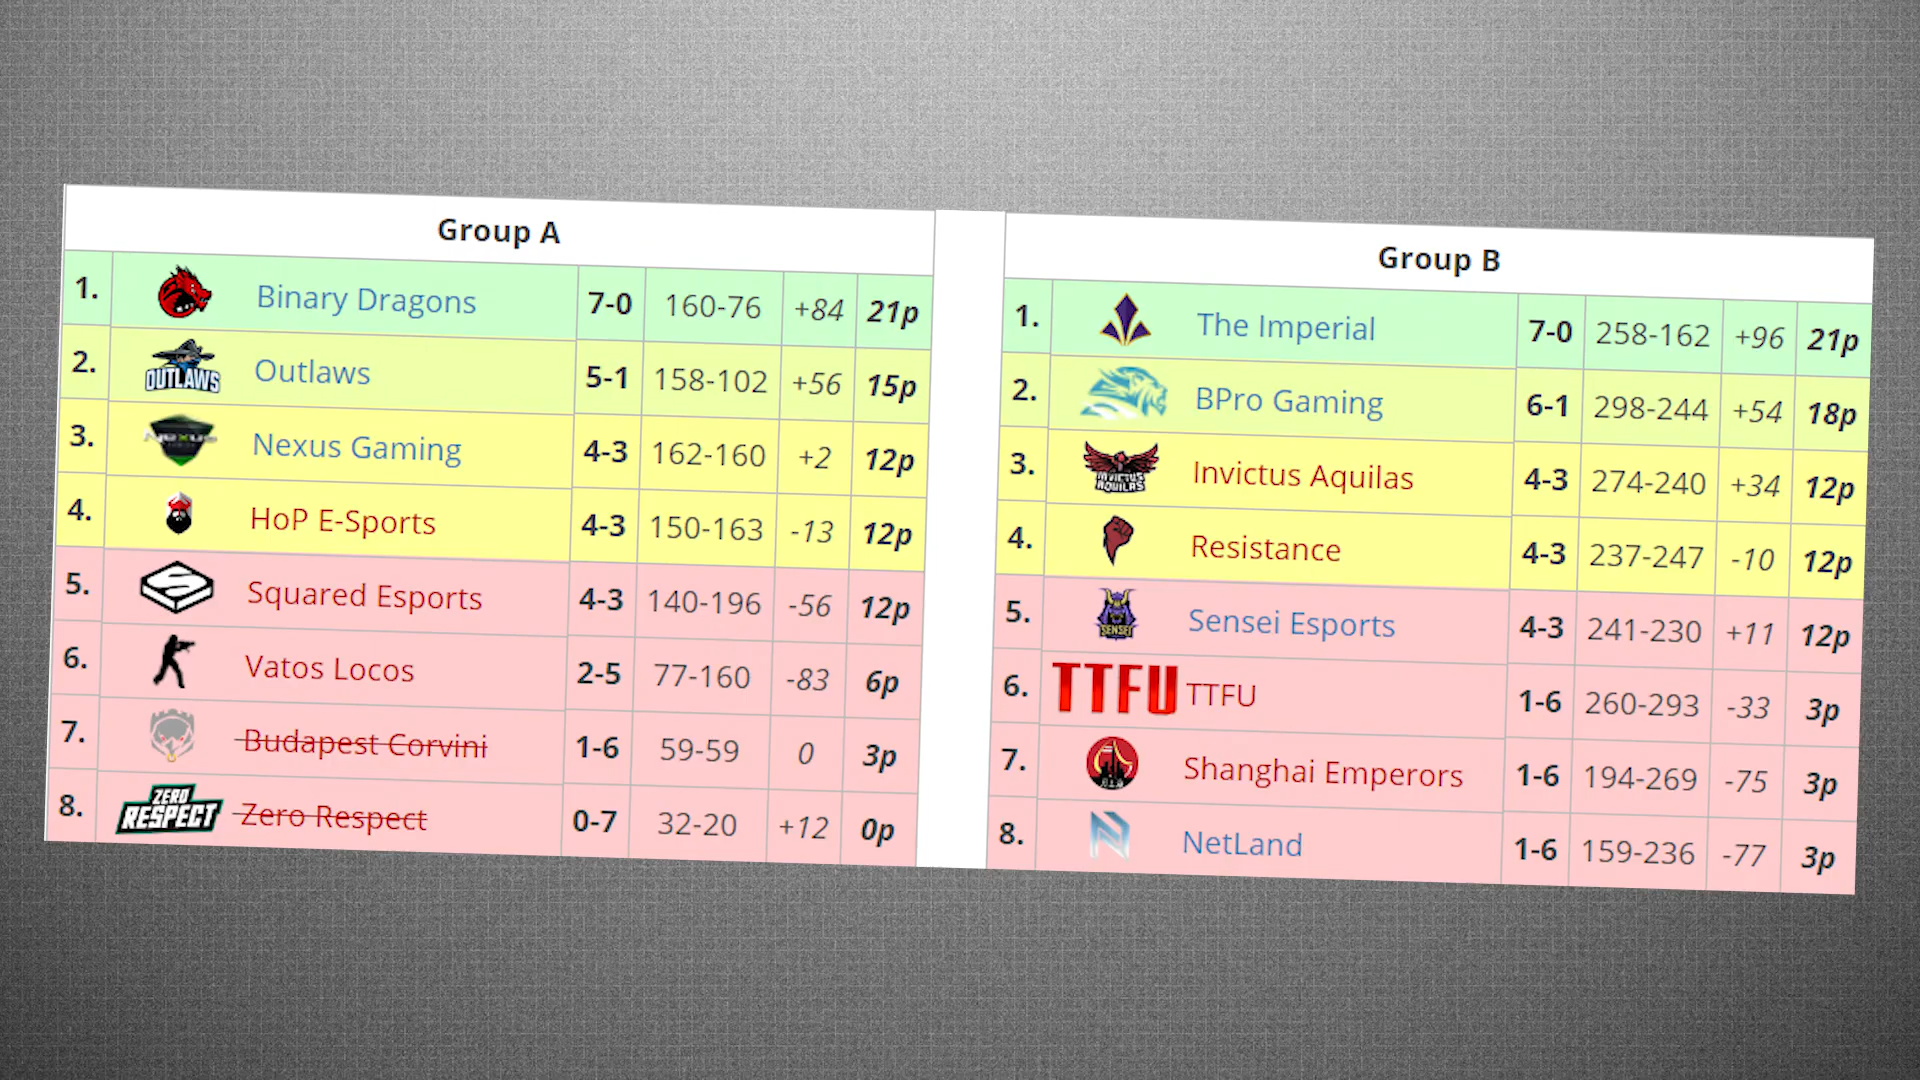 Group A
1. Binary Dragons 7-0 160-76 +84 21p
2. OUTLAWS Outlaws 5-1 158-102 +56 15p
3. NEXUS Nexus Gaming 4-3 162-160 +2 12p
4. HoP E-Sports 4-3 150-163 -13 12p
5. Squared Esports 4-3 140-196 -56 12p
6. Vatos Locos 2-5 77-160 -83 6p
7. Budapest Corvini 1-6 59-59 0 3p
8. ZERO RESPECT Zero Respect 0-7 32-20 +12 0p
Group B
1. The Imperial 7-0 258-162 +96 21p
2. BPro Gaming 6-1 298-244 +54 18p
3. INVICTUS AQUILAS Invictus Aquilas 4-3 274-240 +34 12p
4. Resistance 4-3 237-247 -10 12p
5. SENSEI Sensei Esports 4-3 241-230 +11 12p
6. TTFU TTFU 1-6 260-293 -33 3p
7. Shanghai Emperors 1-6 194-269 -75 3p
8. NetLand 1-6 159-236 -77 3p